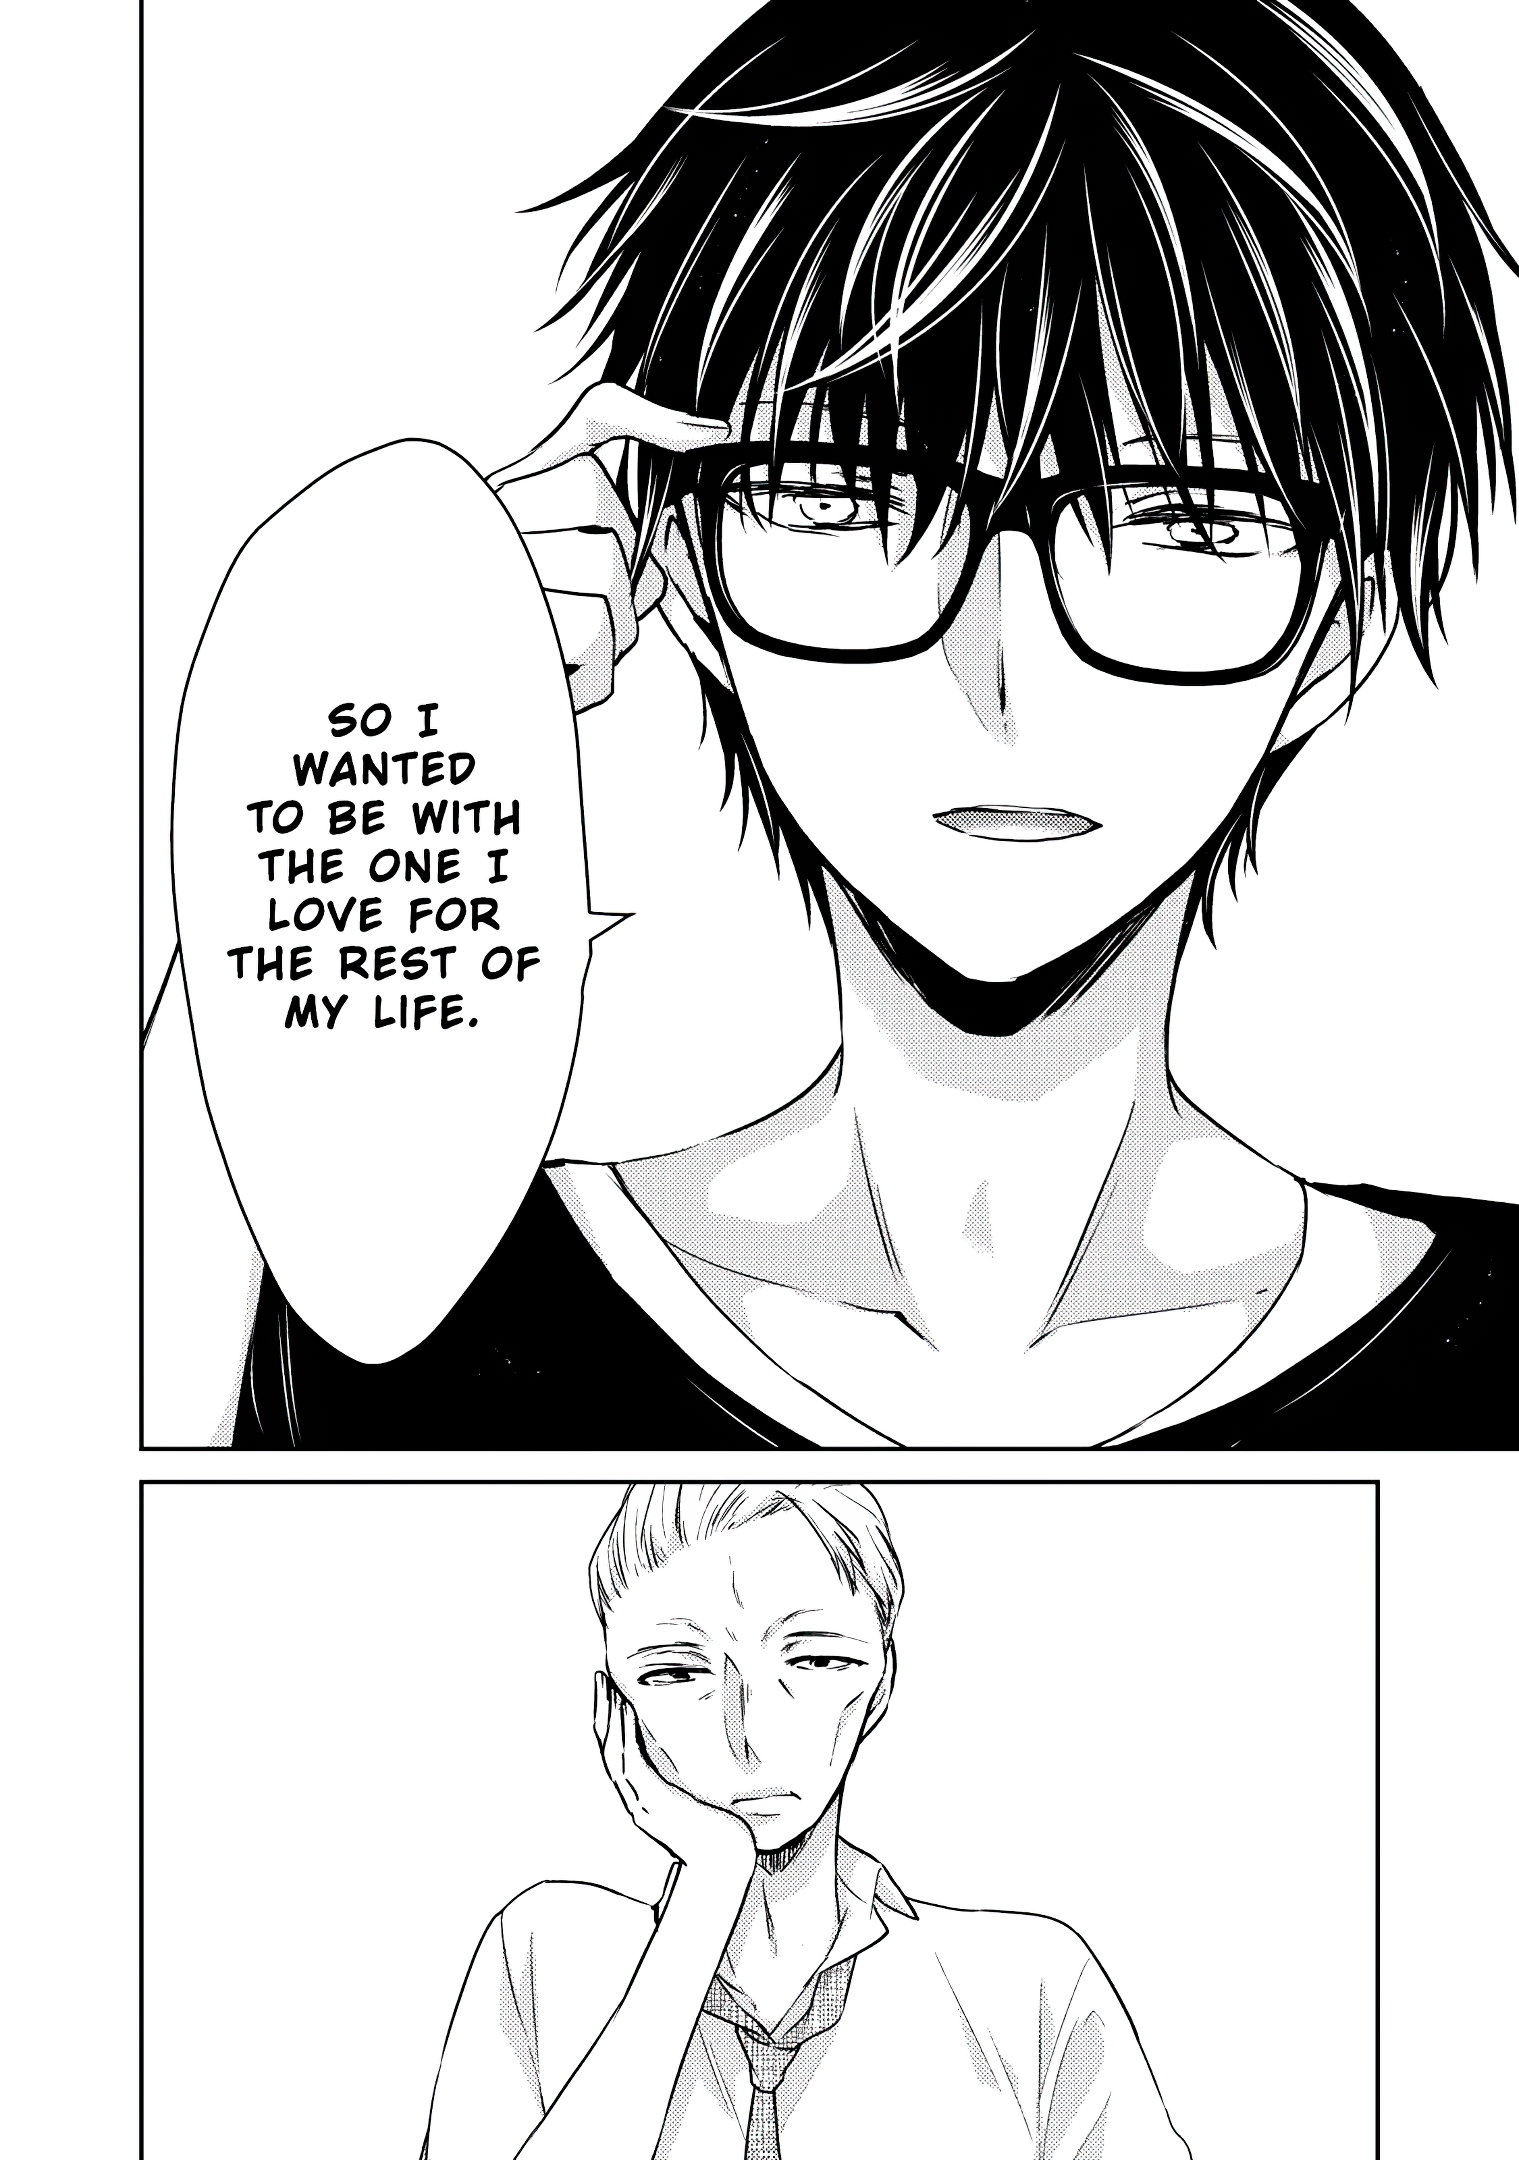 SO I
WANTED
TO BE WITH
THE ONE I
LOVE FOR
THE REST OF
MY LIFE.